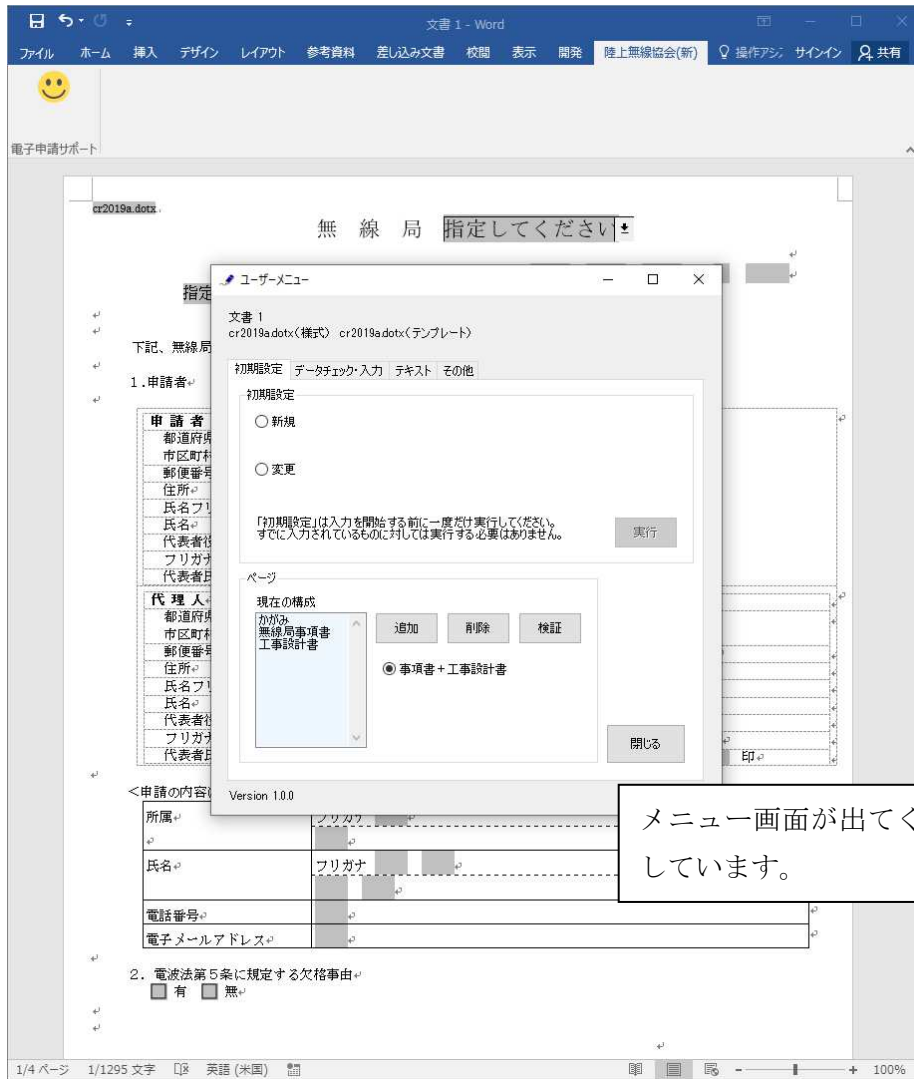 文書 1 - Word
ファイル ホーム 挿入 デザイン レイアウト 参考資料 差し込み文書 校閲 表示 開発 陸上無線協会(新) 操作アシ サインイン 共有
電子申請サポート
cr2019a.dotx
無 線 局 指定してください
指定
下記、無線局
1.申請者
申 請 者
都道府県
市区町村
郵便番号
住所
氏名フリ
氏名
代表者役
フリガナ
代表者氏
代 理 人
都道府県
市区町村
郵便番号
住所
氏名フリ
氏名
代表者役
フリガナ
代表者氏
印
ユーザーメニュー
文書 1
cr2019a.dotx(様式) cr2019a.dotx(テンプレート)
初期設定 データチェック・入力 テキスト その他
初期設定
新規
変更
「初期設定」は入力を開始する前に一度だけ実行してください。
すでに入力されているものに対しては実行する必要はありません。
実行
ページ
現在の構成
かがみ
無線局事項書
工事設計書
追加 削除 検証
事項書+工事設計書
閉じる
Version 1.0.0
メニュー画面が出てく
しています。
<申請の内容
所属 フリガナ
氏名 フリガナ
電話番号
電子メールアドレス
2. 電波法第5条に規定する欠格事由
有 無
1/4 ページ 1/1295 文字 英語 (米国) 100%